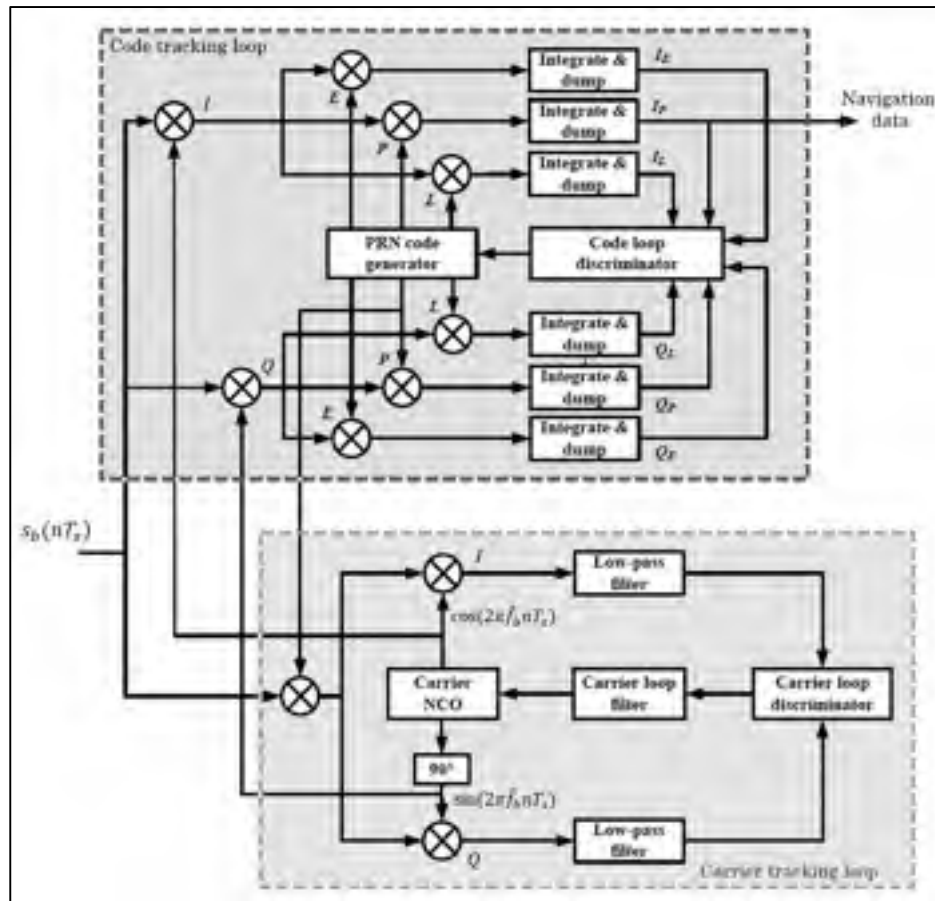 Code tracking loop
Integrate &
dump
I_E
E
I
Integrate &
dump
I_P
Navigation
data
P
Integrate &
dump
I_L
L
PRN code
generator
Code loop
discriminator
L
Integrate &
dump
Q_L
Q
P
Integrate &
dump
Q_P
E
Integrate &
dump
Q_E
s_b(nT_s)
I
Low-pass
filter
cos(2πf̂_b nT_s)
Carrier
NCO
Carrier loop
filter
Carrier loop
discriminator
90°
sin(2πf̂_b nT_s)
Low-pass
filter
Q
Carrier tracking loop